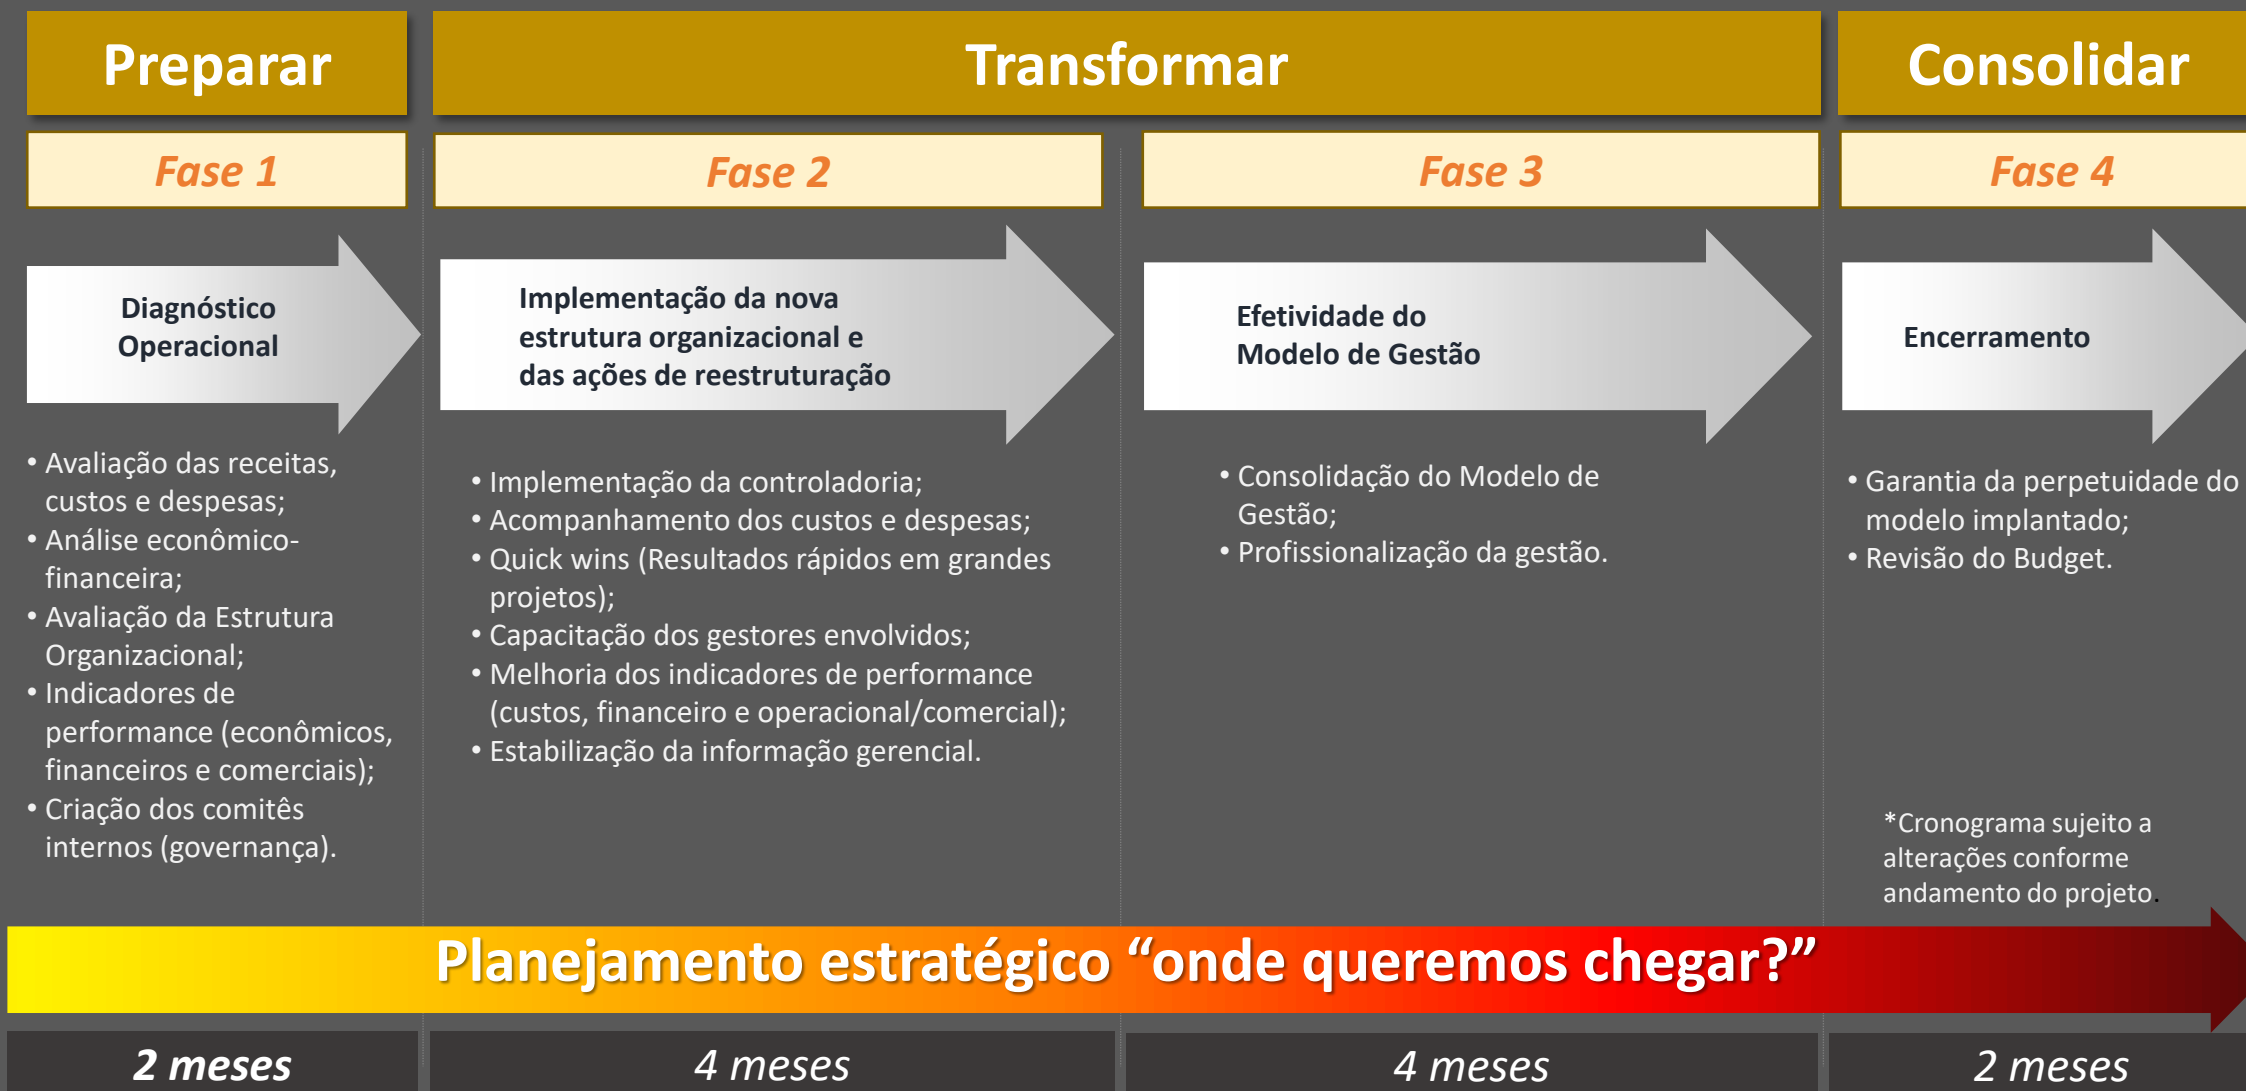 Preparar
Transformar
Consolidar
Fase 1
Fase 2
Fase 3
Fase 4
Diagnóstico
Operacional
Implementação da nova
estrutura organizacional e
das ações de reestruturação
Efetividade do
Modelo de Gestão
Encerramento
• Avaliação das receitas,
custos e despesas;
• Análise econômico-
financeira;
• Avaliação da Estrutura
Organizacional;
• Indicadores de
performance (econômicos,
financeiros e comerciais);
• Criação dos comitês
internos (governança).
• Implementação da controladoria;
• Acompanhamento dos custos e despesas;
• Quick wins (Resultados rápidos em grandes
projetos);
• Capacitação dos gestores envolvidos;
• Melhoria dos indicadores de performance
(custos, financeiro e operacional/comercial);
• Estabilização da informação gerencial.
• Consolidação do Modelo de
Gestão;
• Profissionalização da gestão.
• Garantia da perpetuidade do
modelo implantado;
• Revisão do Budget.
*Cronograma sujeito a
alterações conforme
andamento do projeto.
Planejamento estratégico “onde queremos chegar?”
2 meses
4 meses
4 meses
2 meses